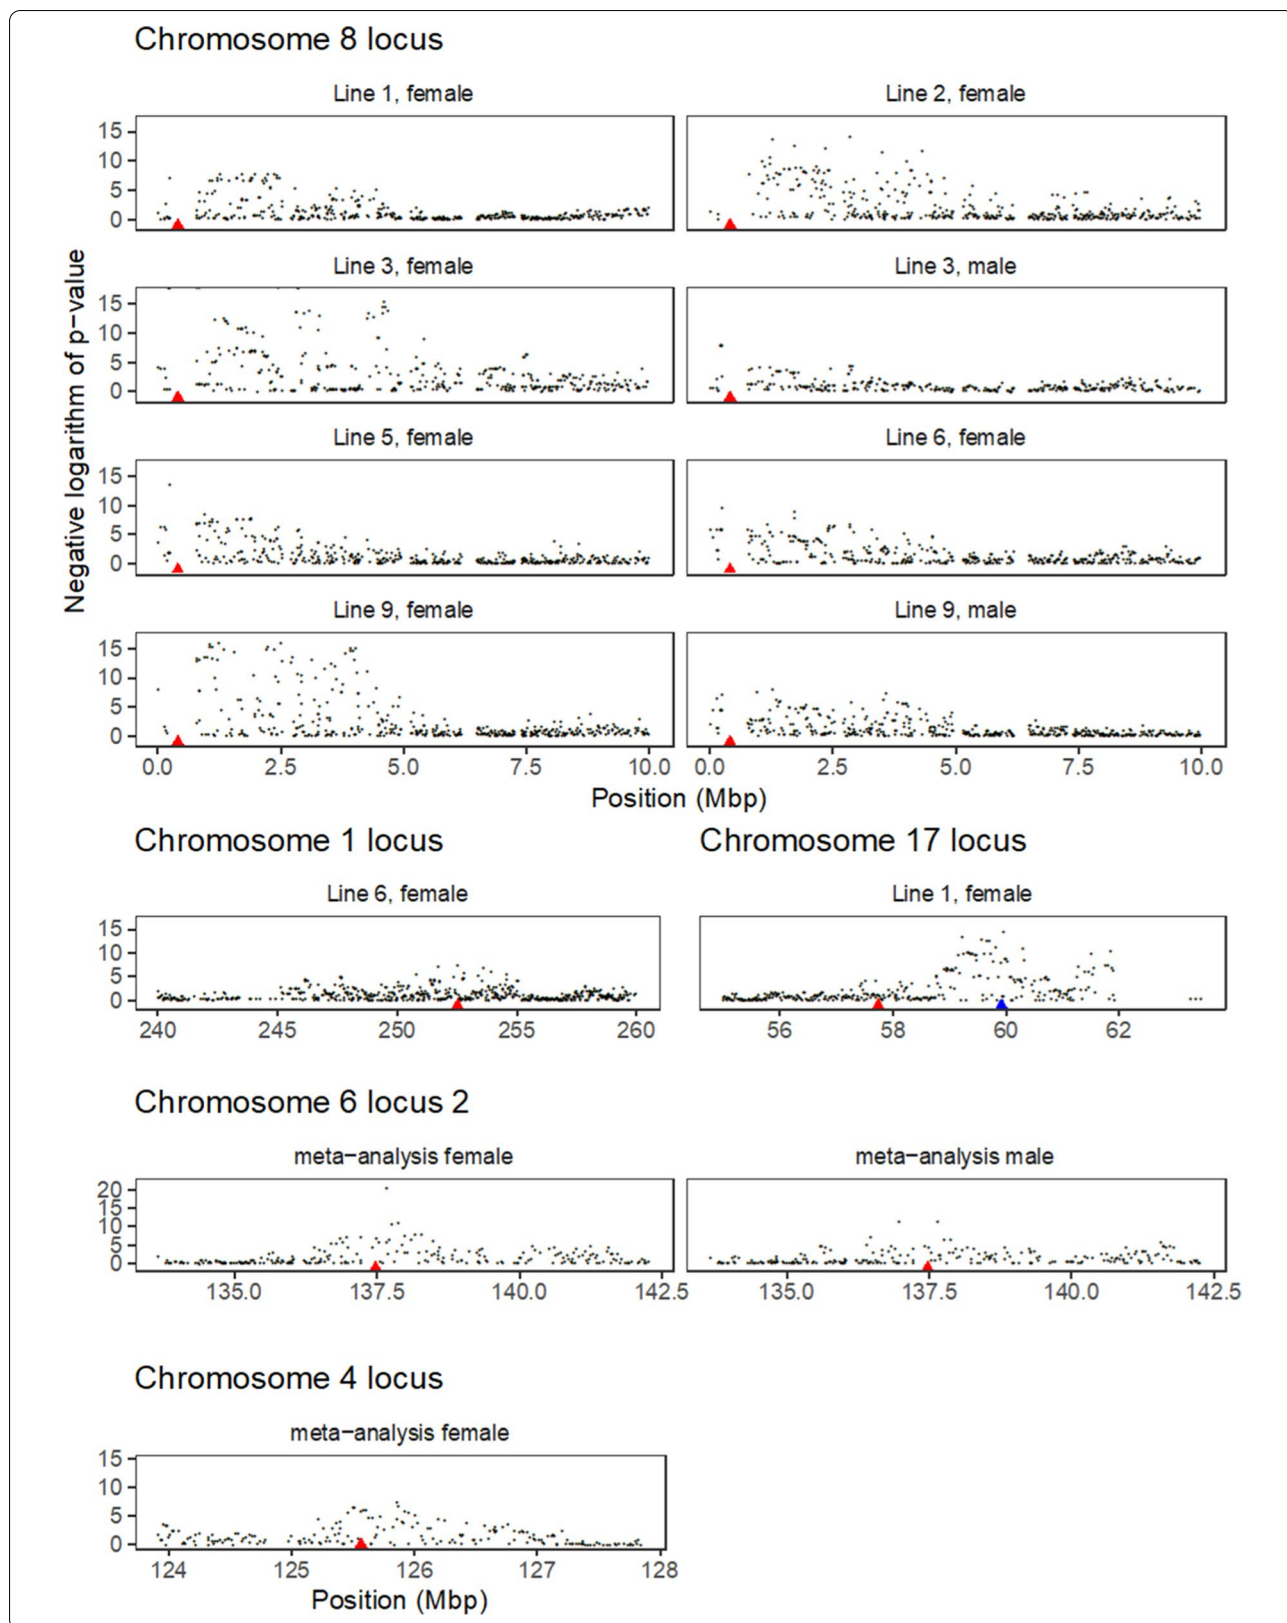 Chromosome 8 locus
Line 1, female
Line 2, female
15
10
5
0
Line 3, female
Line 3, male
15
10
5
0
Negative logarithm of p−value
Line 5, female
Line 6, female
15
10
5
0
Line 9, female
Line 9, male
15
10
5
0
0.0 2.5 5.0 7.5 10.0 0.0 2.5 5.0 7.5 10.0
Position (Mbp)
Chromosome 1 locus
Chromosome 17 locus
Line 6, female
Line 1, female
15
10
5
0
240 245 250 255 260 56 58 60 62
Chromosome 6 locus 2
meta−analysis female
meta−analysis male
20
15
10
5
0
135.0 137.5 140.0 142.5 135.0 137.5 140.0 142.5
Chromosome 4 locus
meta−analysis female
15
10
5
0
124 125 126 127 128
Position (Mbp)